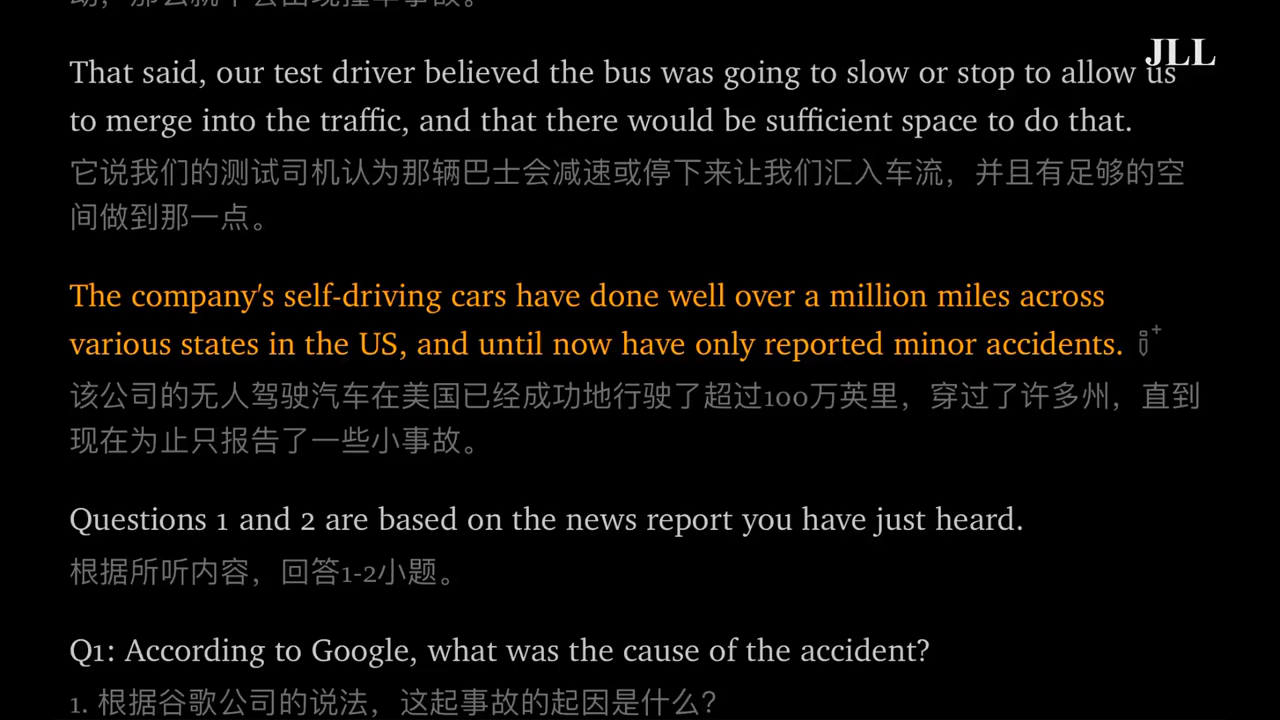 That said, our test driver believed the bus was going to slow or stop to allow us
JLL
to merge into the traffic, and that there would be sufficient space to do that.
它说我们的测试司机认为那辆巴士会减速或停下来让我们汇入车流，并且有足够的空
间做到那一点。
The company's self-driving cars have done well over a million miles across
various states in the US, and until now have only reported minor accidents.
该公司的无人驾驶汽车在美国已经成功地行驶了超过100万英里，穿过了许多州，直到
现在为止只报告了一些小事故。
Questions 1 and 2 are based on the news report you have just heard.
根据所听内容，回答1-2小题。
Q1: According to Google, what was the cause of the accident?
1. 根据谷歌公司的说法，这起事故的起因是什么？